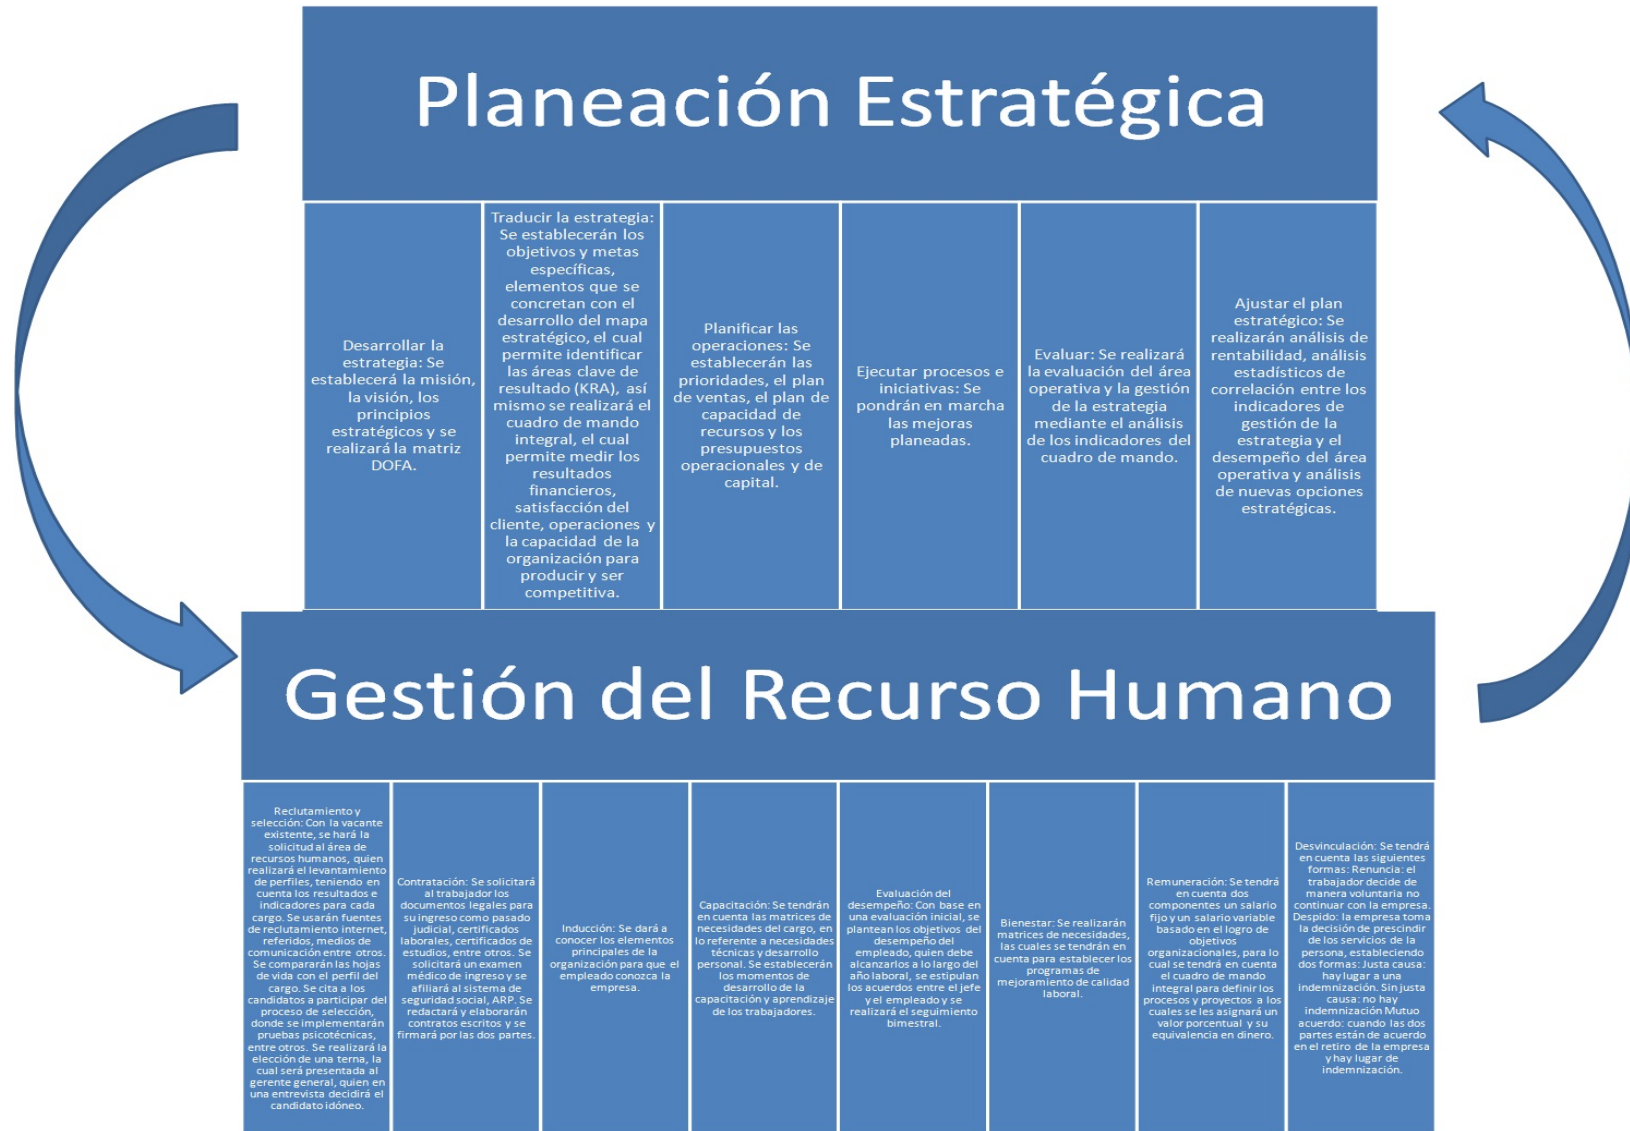 Planeación Estratégica
Desarrollar la
estrategia: Se
establecerá la misión,
la visión, los
principios
estratégicos y se
realizará la matriz
DOFA.
Traducir la estrategia:
Se establecerán los
objetivos y metas
específicas,
elementos que se
concretan con el
desarrollo del mapa
estratégico, el cual
permite identificar
las áreas clave de
resultado (KRA), así
mismo se realizará el
cuadro de mando
integral, el cual
permite medir los
resultados
financieros,
satisfacción del
cliente, operaciones y
la capacidad de la
organización para
producir y ser
competitiva.
Planificar las
operaciones: Se
establecerán las
prioridades, el plan
de ventas, el plan de
capacidad de
recursos y los
presupuestos
operacionales y de
capital.
Ejecutar procesos e
iniciativas: Se
pondrán en marcha
las mejoras
planeadas.
Evaluar: Se realizará
la evaluación del área
operativa y la gestión
de la estrategia
mediante el análisis
de los indicadores del
cuadro de mando.
Ajustar el plan
estratégico: Se
realizarán análisis de
rentabilidad, análisis
estadísticos de
correlación entre los
indicadores de
gestión de la
estrategia y el
desempeño del área
operativa y análisis
de nuevas opciones
estratégicas.
Gestión del Recurso Humano
Reclutamiento y
selección: Con la vacante
existente, se hará la
solicitud al área de
recursos humanos, quien
realizará el levantamiento
de perfiles, teniendo en
cuenta los resultados e
indicadores para cada
cargo. Se usarán fuentes
de reclutamiento internet,
referidos, medios de
comunicación entre otros.
Se compararán las hojas
de vida con el perfil del
cargo. Se cita a los
candidatos a participar del
proceso de selección,
donde se implementarán
pruebas psicotécnicas,
entre otros. Se realizará la
elección de una terna, la
cual será presentada al
gerente general, quien en
una entrevista decidirá el
candidato idóneo.
Contratación: Se solicitará
al trabajador los
documentos legales para
su ingreso como pasado
judicial, certificados
laborales, certificados de
estudios, entre otros. Se
solicitará un examen
médico de ingreso y se
afiliará al sistema de
seguridad social, ARP. Se
redactará y elaborarán
contratos escritos y se
firmará por las dos partes.
Inducción: Se dará a
conocer los elementos
principales de la
organización para que el
empleado conozca la
empresa.
Capacitación: Se tendrán
en cuenta las matrices de
necesidades del cargo, en
lo referente a necesidades
técnicas y desarrollo
personal. Se establecerán
los momentos de
desarrollo de la
capacitación y aprendizaje
de los trabajadores.
Evaluación del
desempeño: Con base en
una evaluación inicial, se
plantean los objetivos del
desempeño del
empleado, quien debe
alcanzarlos a lo largo del
año laboral, se estipulan
los acuerdos entre el jefe
y el empleado y se
realizará el seguimiento
bimestral.
Bienestar: Se realizarán
matrices de necesidades,
las cuales se tendrán en
cuenta para establecer los
programas de
mejoramiento de calidad
laboral.
Remuneración: Se tendrá
en cuenta dos
componentes un salario
fijo y un salario variable
basado en el logro de
objetivos
organizacionales, para lo
cual se tendrá en cuenta
el cuadro de mando
integral para definir los
procesos y proyectos a los
cuales se les asignará un
valor porcentual y su
equivalencia en dinero.
Desvinculación: Se tendrá
en cuenta las siguientes
formas: Renuncia: el
trabajador decide de
manera voluntaria no
continuar con la empresa.
Despido: la empresa toma
la decisión de prescindir
de los servicios de la
persona, estableciendo
dos formas: Justa causa:
hay lugar a una
indemnización. Sin justa
causa: no hay
indemnización Mutuo
acuerdo: cuando las dos
partes están de acuerdo
en el retiro de la empresa
y hay lugar de
indemnización.